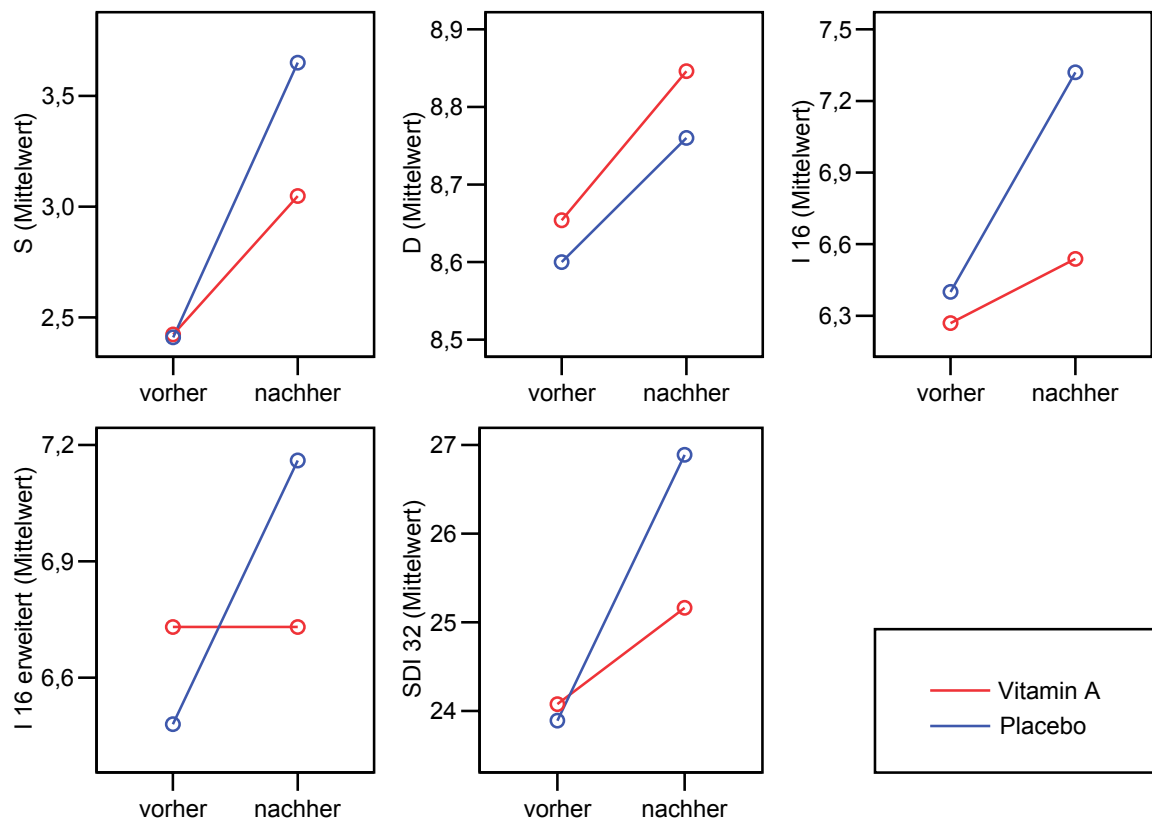 S (Mittelwert)
3,5
3,0
2,5
vorher nachher
D (Mittelwert)
8,9
8,8
8,7
8,6
8,5
vorher nachher
I 16 (Mittelwert)
7,5
7,2
6,9
6,6
6,3
vorher nachher
I 16 erweitert (Mittelwert)
7,2
6,9
6,6
vorher nachher
SDI 32 (Mittelwert)
27
26
25
24
vorher nachher
Vitamin A
Placebo